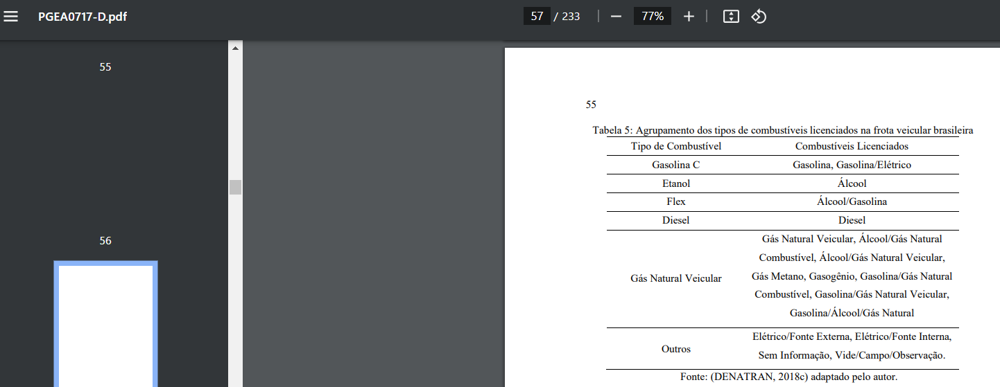 PGEA0717-D.pdf
57 / 233
77%
55
56
55
Tabela 5: Agrupamento dos tipos de combustíveis licenciados na frota veicular brasileira
Tipo de Combustível Combustíveis Licenciados
Gasolina C Gasolina, Gasolina/Elétrico
Etanol Álcool
Flex Álcool/Gasolina
Diesel Diesel
Gás Natural Veicular
Gás Natural Veicular, Álcool/Gás Natural
Combustível, Álcool/Gás Natural Veicular,
Gás Metano, Gasogênio, Gasolina/Gás Natural
Combustível, Gasolina/Gás Natural Veicular,
Gasolina/Álcool/Gás Natural
Outros
Elétrico/Fonte Externa, Elétrico/Fonte Interna,
Sem Informação, Vide/Campo/Observação.
Fonte: (DENATRAN, 2018c) adaptado pelo autor.